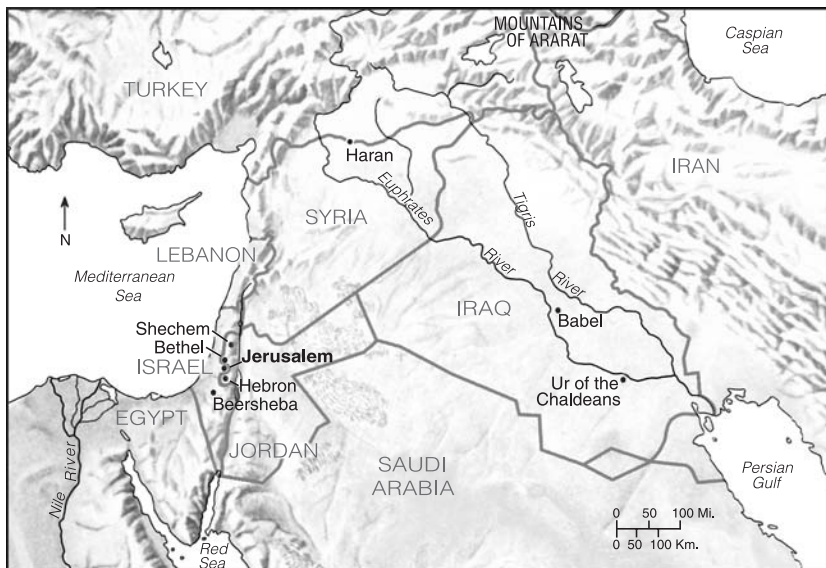 MOUNTAINS
OF ARARAT
Caspian
Sea
TURKEY
Haran
IRAN
Euphrates
Tigris
N
SYRIA
LEBANON
River
River
Mediterranean
Sea
IRAQ
Babel
Shechem
Bethel
Jerusalem
ISRAEL
Hebron
Ur of the
Chaldeans
Beersheba
EGYPT
JORDAN
Nile River
SAUDI
ARABIA
Persian
Gulf
0 50 100 Mi.
0 50 100 Km.
Red
Sea